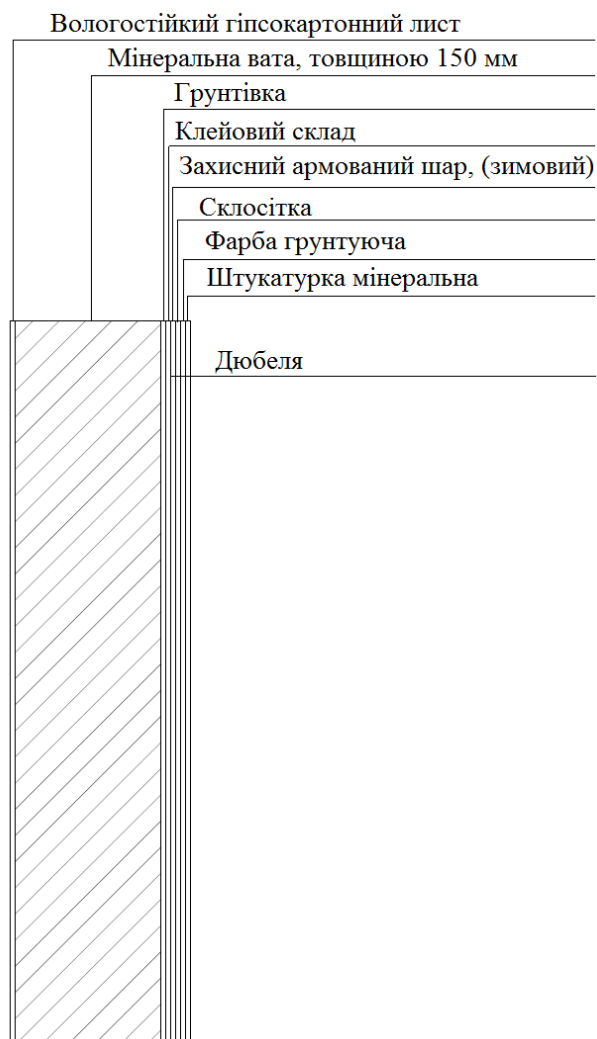 Вологостійкий гіпсокартонний лист
Мінеральна вата, товщиною 150 мм
Грунтівка
Клейовий склад
Захисний армований шар, (зимовий)
Склосітка
Фарба грунтуюча
Штукатурка мінеральна
Дюбеля